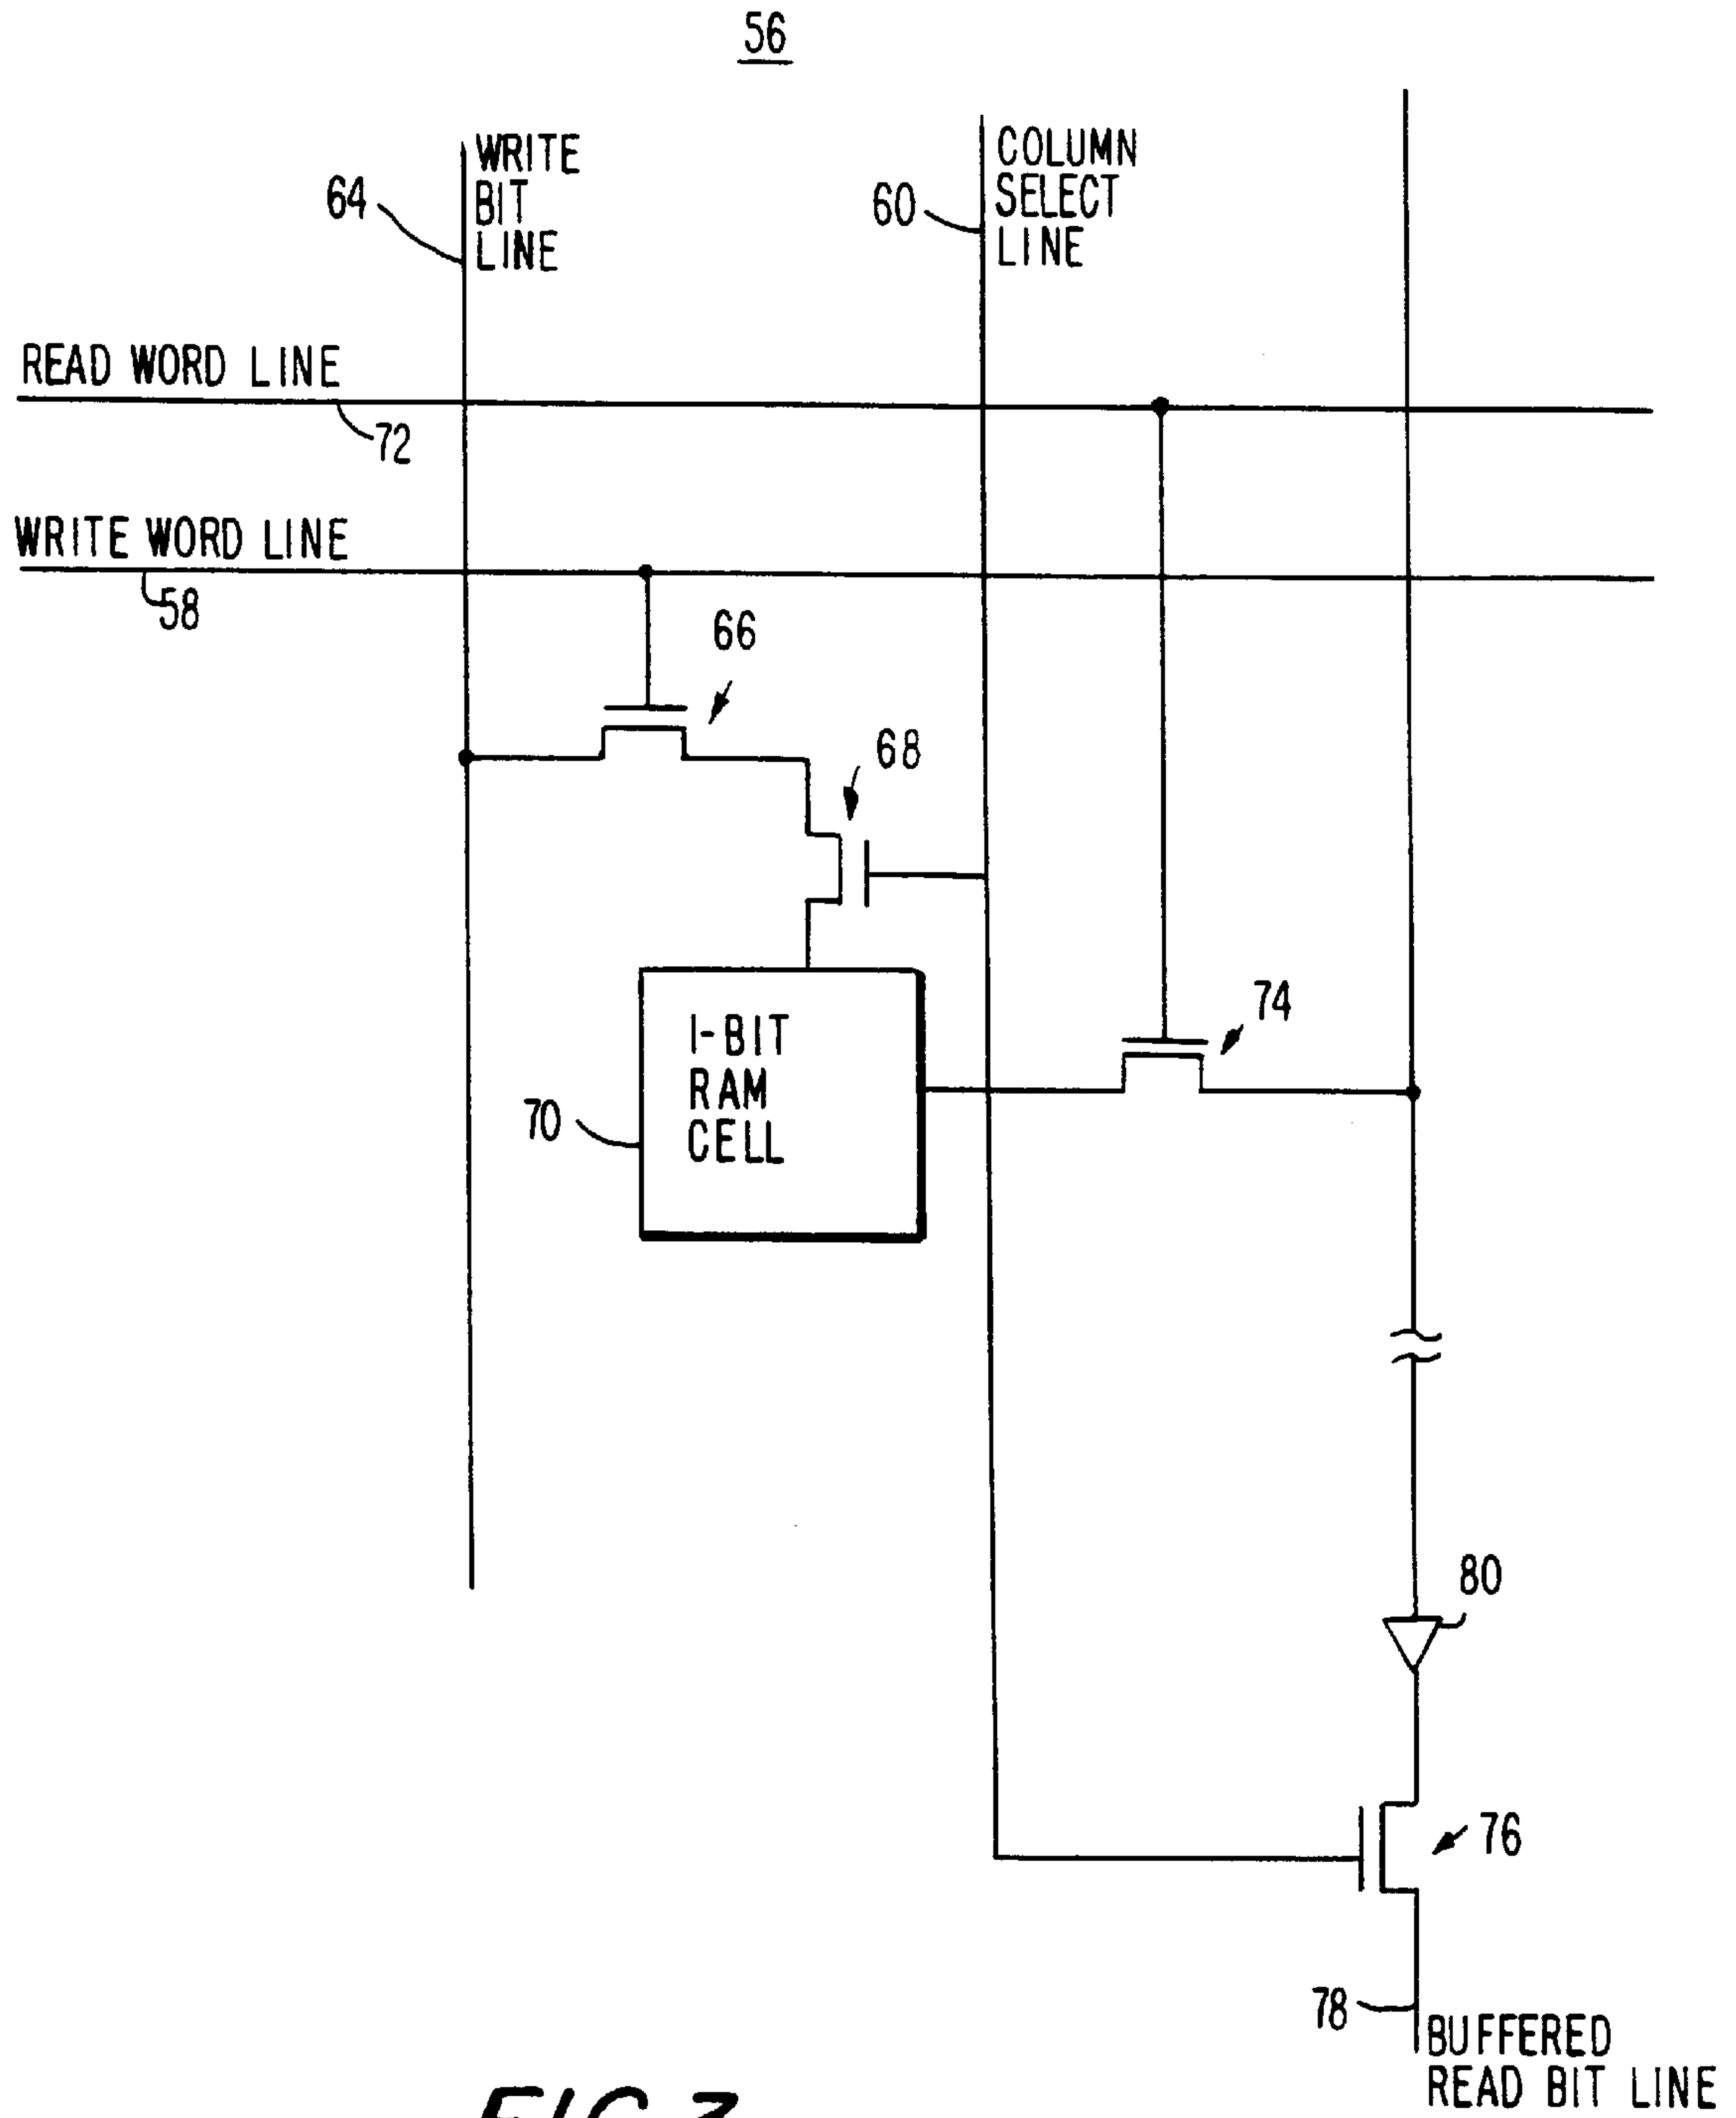 56
WRITE
BIT
LINE
64
COLUMN
SELECT
LINE
60
READ WORD LINE
72
WRITE WORD LINE
58
66
68
74
1-BIT
RAM
CELL
70
80
76
78
BUFFERED
READ BIT LINE